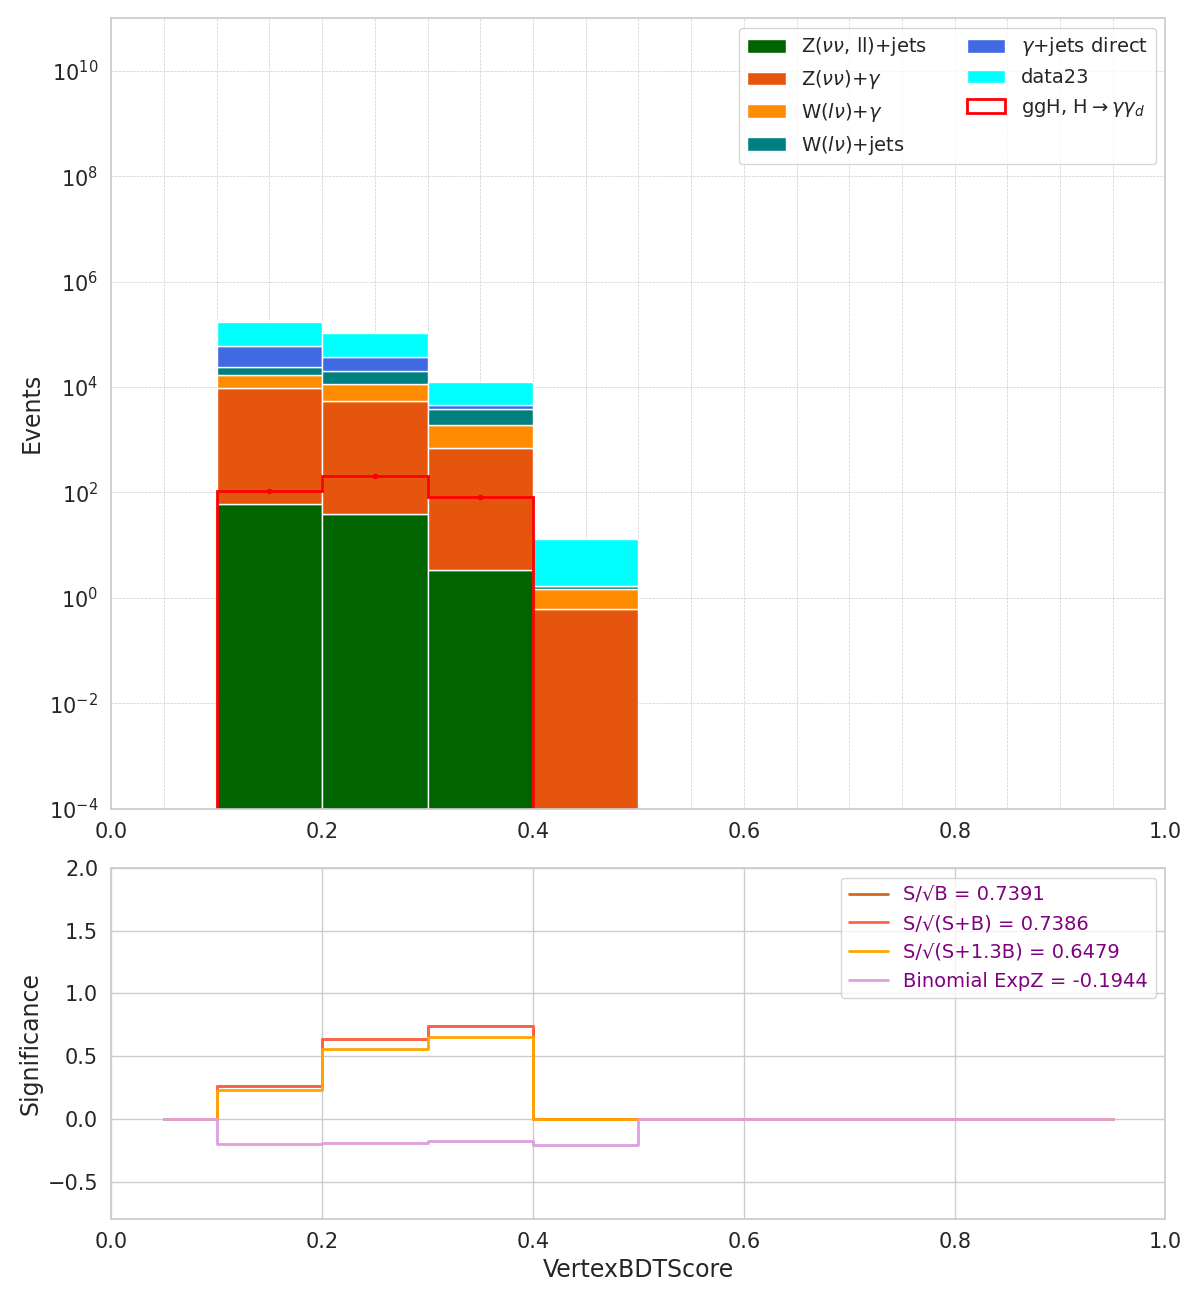 Z(νν, ll)+jets
Z(νν)+γ
W(lν)+γ
W(lν)+jets
γ+jets direct
data23
ggH, H→γγ_d
10^10
10^8
10^6
10^4
10^2
10^0
10^−2
10^−4
Events
0.0 0.2 0.4 0.6 0.8 1.0
S/√B = 0.7391
S/√(S+B) = 0.7386
S/√(S+1.3B) = 0.6479
Binomial ExpZ = -0.1944
2.0
1.5
1.0
0.5
0.0
−0.5
Significance
0.0 0.2 0.4 0.6 0.8 1.0
VertexBDTScore